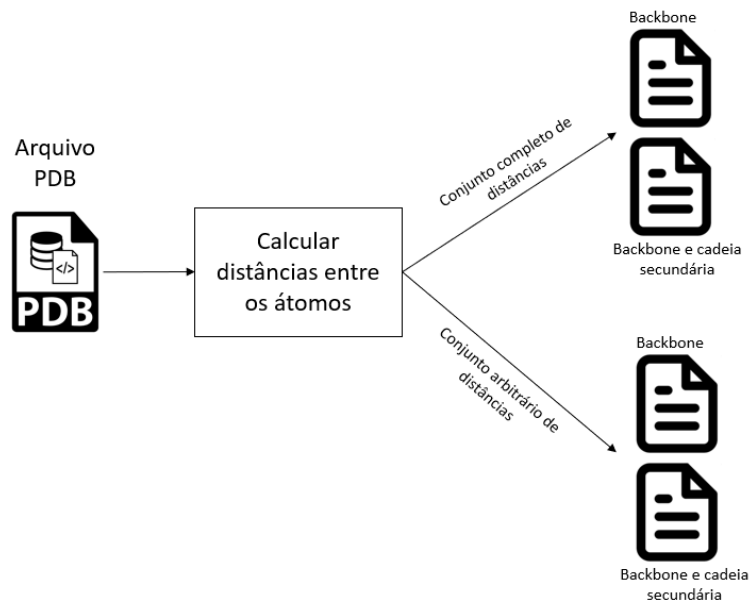 Arquivo
PDB
</>
PDB
Calcular
distâncias entre
os átomos
Conjunto completo de
distâncias
Conjunto arbitrário de
distâncias
Backbone
Backbone e cadeia
secundária
Backbone
Backbone e cadeia
secundária